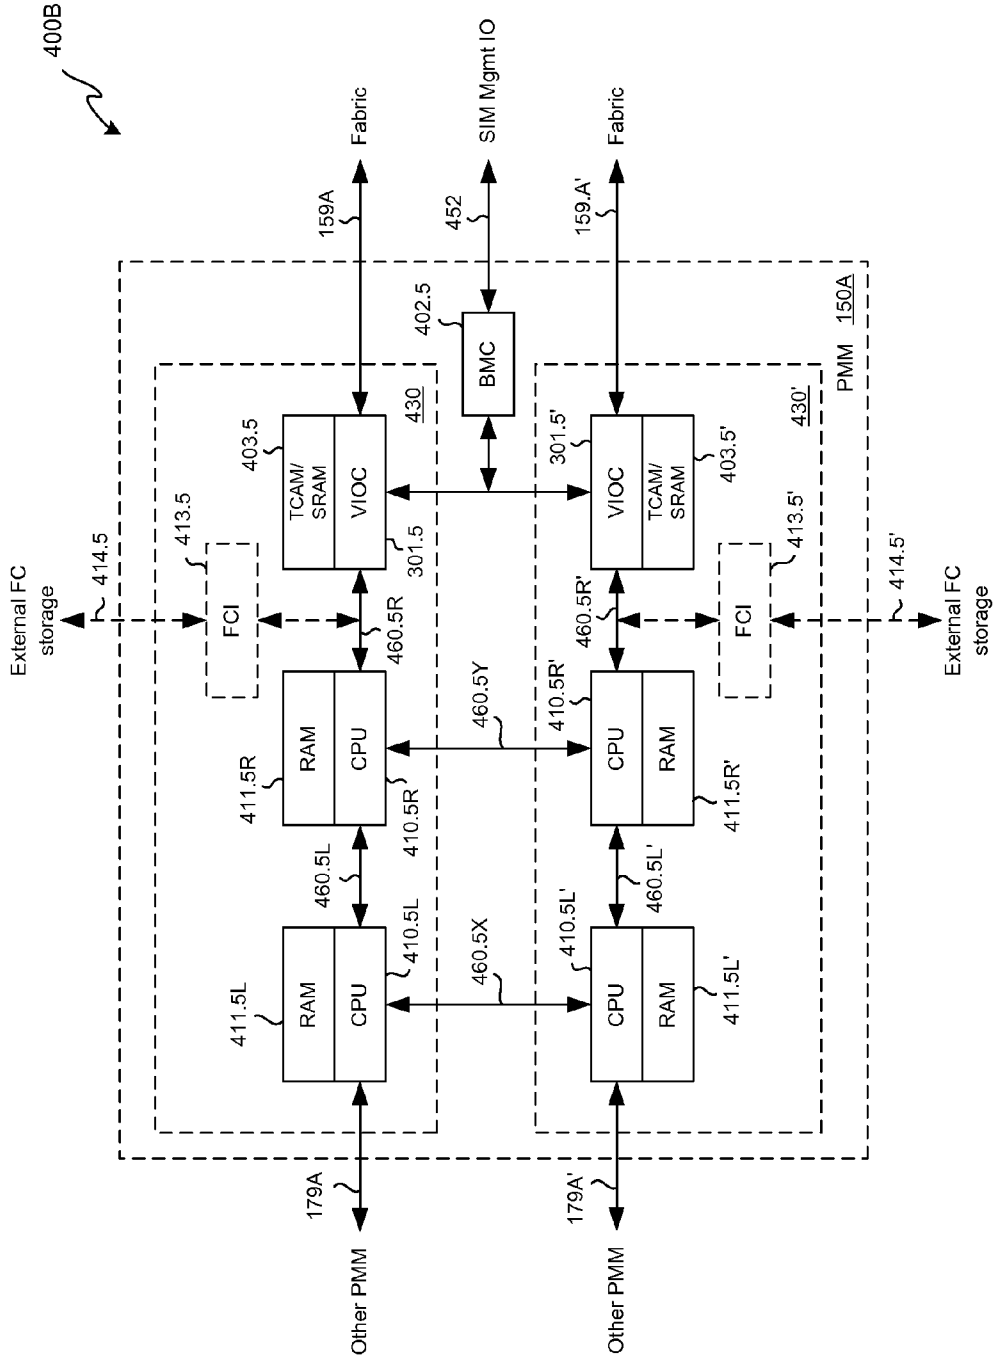 400B
External FC
storage
414.5
413.5
FCI
Other PMM
179A
411.5L
RAM
CPU
410.5L
460.5L
411.5R
RAM
CPU
410.5R
460.5R
403.5
TCAM/
SRAM
VIOC
301.5
430
159A
Fabric
460.5X
460.5Y
402.5
BMC
452
SIM Mgmt IO
Other PMM
179A'
410.5L'
CPU
RAM
411.5L'
460.5L'
410.5R'
CPU
RAM
411.5R'
460.5R'
301.5'
VIOC
TCAM/
SRAM
403.5'
430'
159.A'
Fabric
FCI
413.5'
414.5'
PMM 150A
External FC
storage